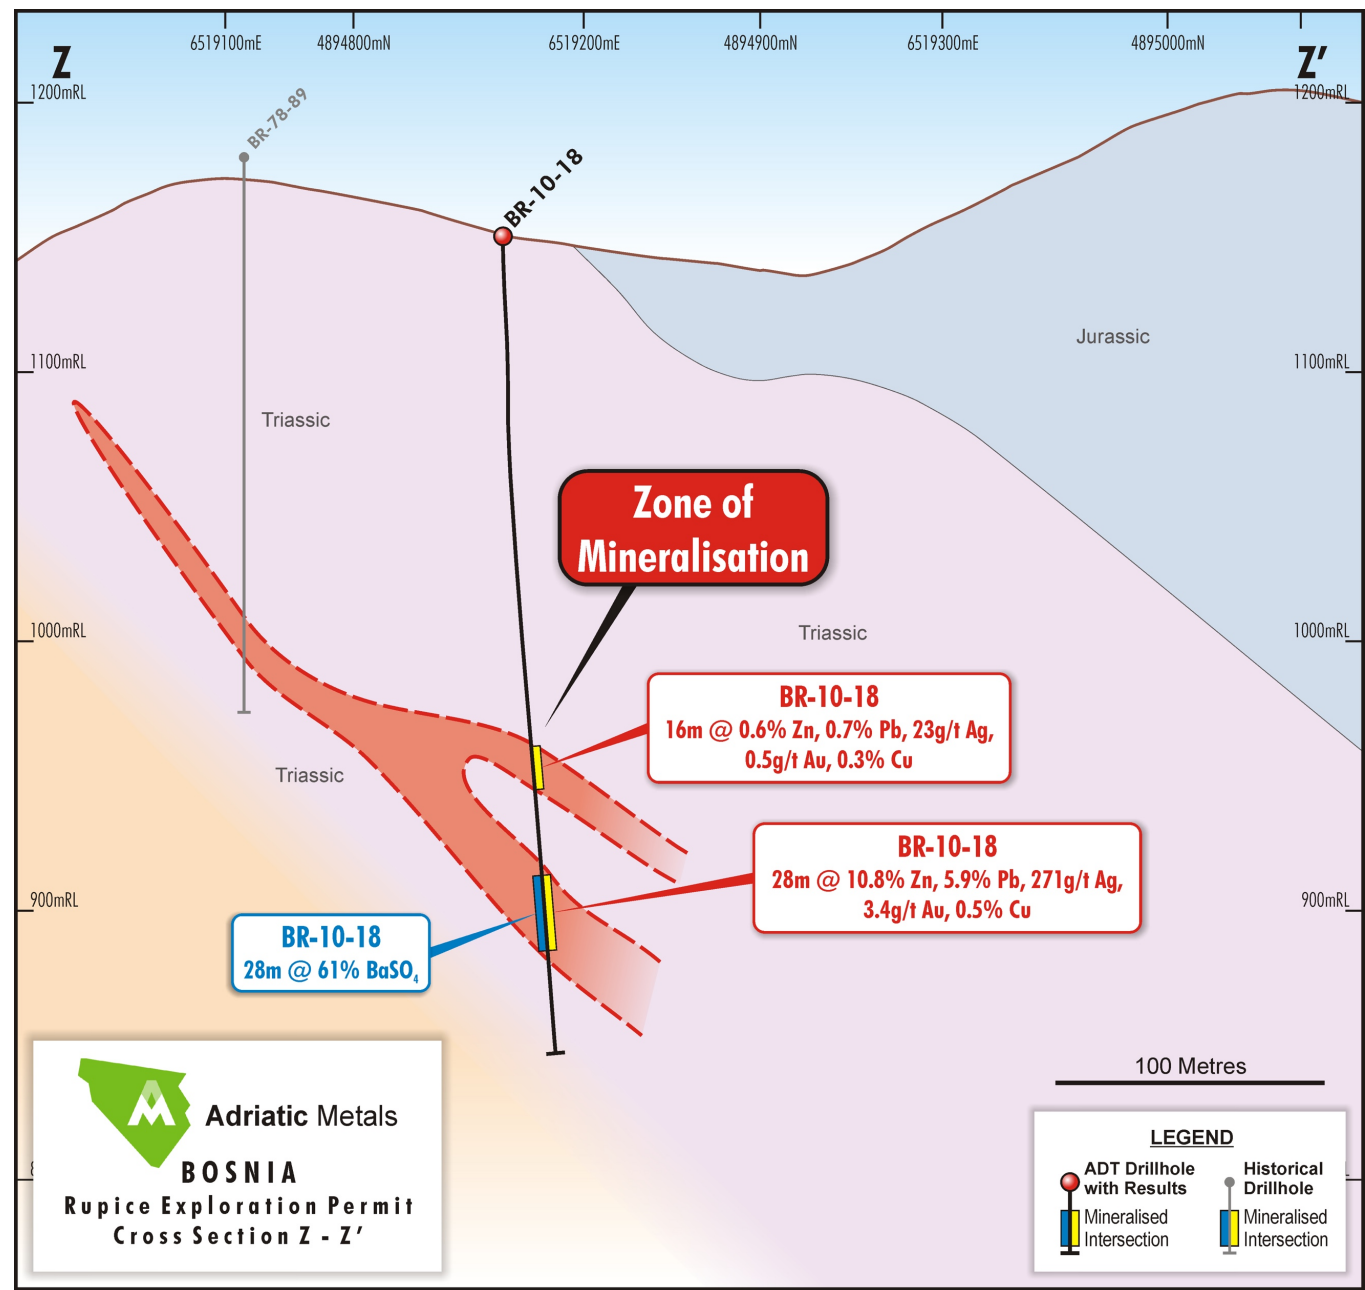 6519100mE 4894800mN 6519200mE 4894900mN 6519300mE 4895000mN
Z
Z'
1200mRL
1200mRL
BR-78-89
BR-10-18
Jurassic
1100mRL
1100mRL
Triassic
Zone of
Mineralisation
1000mRL
1000mRL
Triassic
BR-10-18
16m @ 0.6% Zn, 0.7% Pb, 23g/t Ag,
0.5g/t Au, 0.3% Cu
Triassic
BR-10-18
28m @ 10.8% Zn, 5.9% Pb, 271g/t Ag,
3.4g/t Au, 0.5% Cu
900mRL
900mRL
BR-10-18
28m @ 61% BaSO₄
100 Metres
Adriatic Metals
BOSNIA
Rupice Exploration Permit
Cross Section Z - Z'
LEGEND
ADT Drillhole
with Results
Mineralised
Intersection
Historical
Drillhole
Mineralised
Intersection